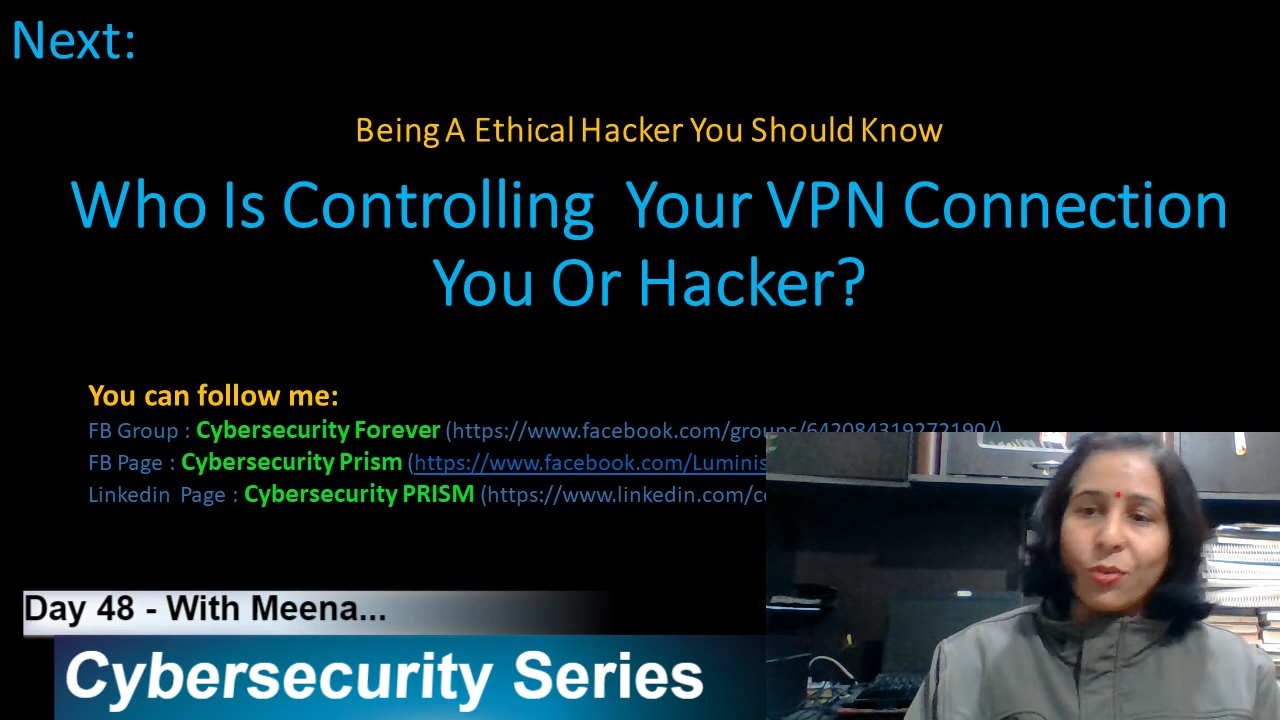 Next:
Being A Ethical Hacker You Should Know
Who Is Controlling Your VPN Connection
You Or Hacker?
You can follow me:
FB Group : Cybersecurity Forever (https://www.facebook.com/groups/642084319272190/)
FB Page : Cybersecurity Prism (https://www.facebook.com/Luminis
Linkedin Page : Cybersecurity PRISM (https://www.linkedin.com/c
Day 48 - With Meena...
Cybersecurity Series